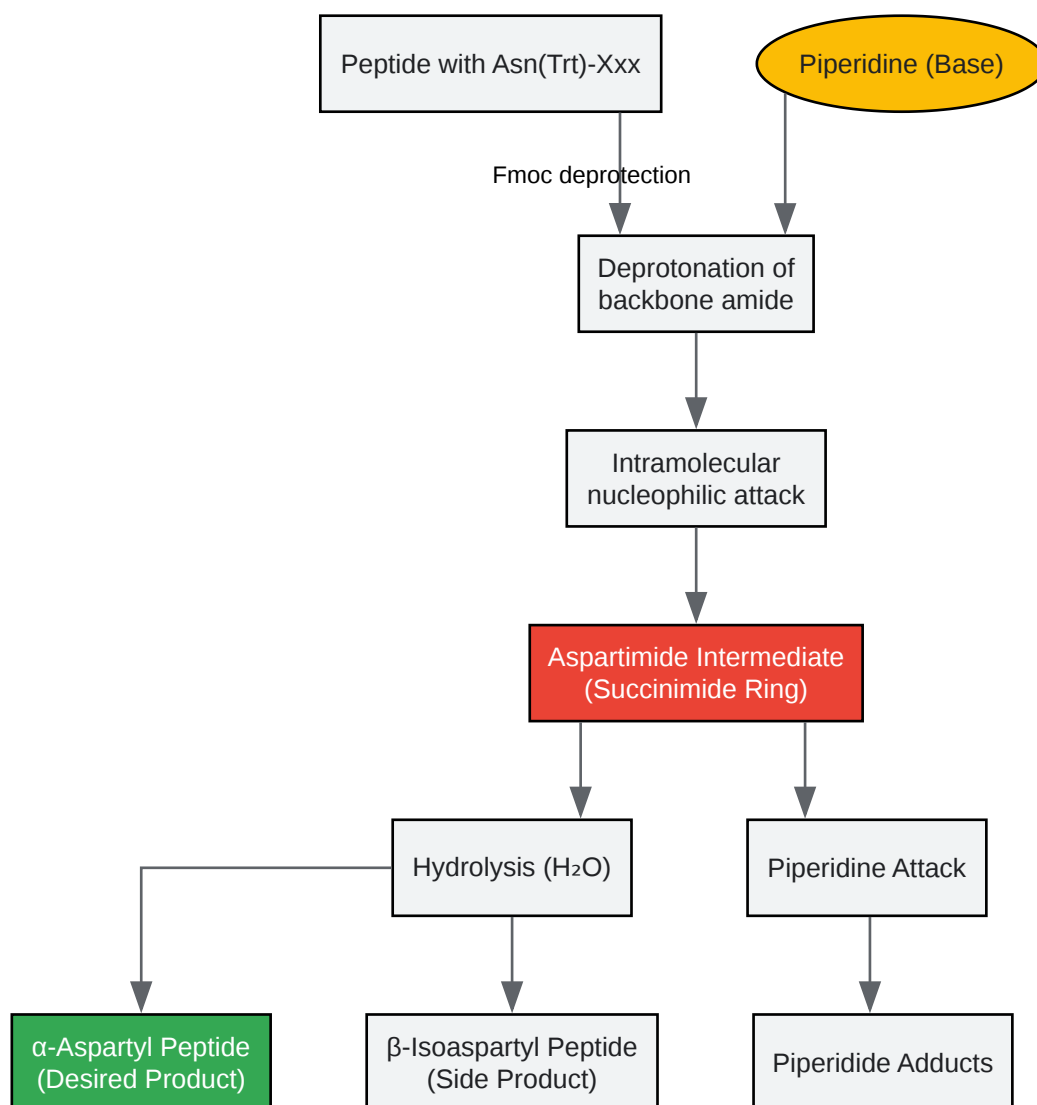 Peptide with Asn(Trt)-Xxx
Piperidine (Base)
Fmoc deprotection
Deprotonation of
backbone amide
Intramolecular
nucleophilic attack
Aspartimide Intermediate
(Succinimide Ring)
Hydrolysis (H₂O)
Piperidine Attack
α-Aspartyl Peptide
(Desired Product)
β-Isoaspartyl Peptide
(Side Product)
Piperidide Adducts